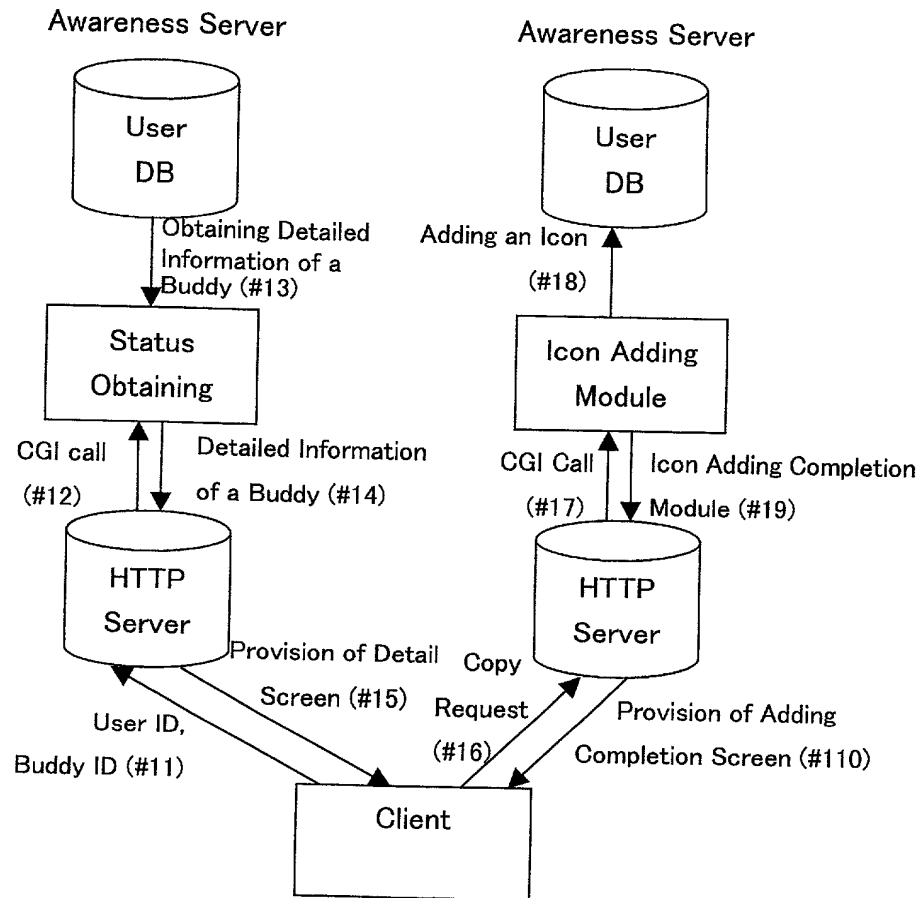 Awareness Server
User
DB
Obtaining Detailed
Information of a
Buddy (#13)
Status
Obtaining
CGI call
(#12)
Detailed Information
of a Buddy (#14)
HTTP
Server
Provision of Detail
Screen (#15)
User ID,
Buddy ID (#11)
Awareness Server
User
DB
Adding an Icon
(#18)
Icon Adding
Module
CGI Call
(#17)
Icon Adding Completion
Module (#19)
HTTP
Server
Copy
Request
(#16)
Provision of Adding
Completion Screen (#110)
Client